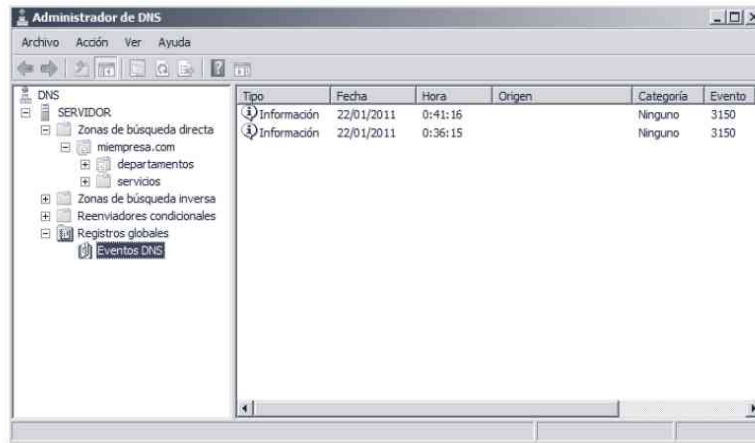 Administrador de DNS
Archivo Acción Ver Ayuda
DNS
SERVIDOR
Zonas de búsqueda directa
miempresa.com
departamentos
servicios
Zonas de búsqueda inversa
Reenviadores condicionales
Registros globales
Eventos DNS
Tipo Fecha Hora Origen Categoría Evento
Información 22/01/2011 0:41:16 Ninguno 3150
Información 22/01/2011 0:36:15 Ninguno 3150